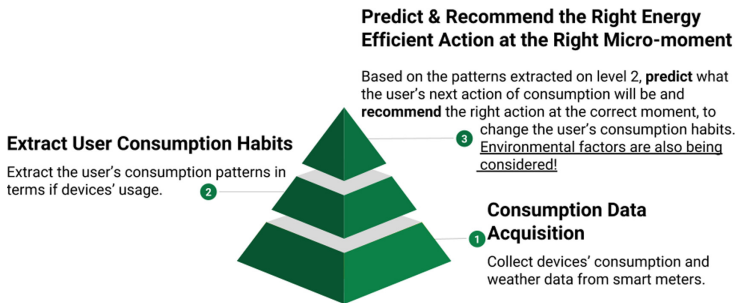 Predict & Recommend the Right Energy
Efficient Action at the Right Micro-moment
Based on the patterns extracted on level 2, predict what
the user's next action of consumption will be and
recommend the right action at the correct moment, to
change the user's consumption habits.
Environmental factors are also being
considered!
3
Extract User Consumption Habits
Extract the user's consumption patterns in
terms if devices' usage.
2
Consumption Data
Acquisition
1
Collect devices' consumption and
weather data from smart meters.